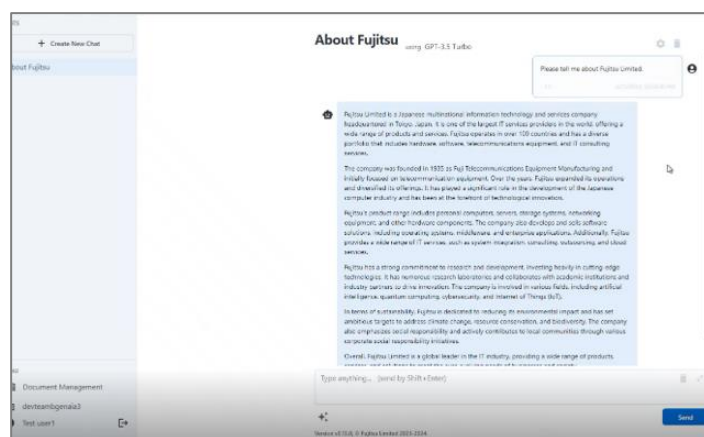 + Create New Chat
About Fujitsu
About Fujitsu using GPT-3.5 Turbo
Please tell me about Fujitsu Limited.
Fujitsu Limited is a Japanese multinational information technology and services company
headquartered in Tokyo, Japan. It is one of the largest IT services providers in the world, offering a
wide range of products and services. Fujitsu operates in over 100 countries and has a diverse
portfolio that includes hardware, software, telecommunications equipment, and IT consulting
services.
The company was founded in 1935 as Fuji Telecommunications Equipment Manufacturing and
initially focused on telecommunication equipment. Over the years, Fujitsu expanded its operations
and diversified its offerings. It has played a significant role in the development of the Japanese
computer industry and has been at the forefront of technological innovation.
Fujitsu's product range includes personal computers, servers, storage systems, networking
equipment, and other hardware components. The company also develops and sells software
solutions, including operating systems, middleware, and enterprise applications. Additionally, Fujitsu
provides a wide range of IT services, such as system integration, consulting, outsourcing, and cloud
services.
Fujitsu has a strong commitment to research and development, investing heavily in cutting-edge
technologies. It has numerous research laboratories and collaborates with academic institutions and
industry partners to drive innovation. The company is involved in various fields, including artificial
intelligence, quantum computing, cybersecurity, and Internet of Things (IoT).
In terms of sustainability, Fujitsu is dedicated to reducing its environmental impact and has set
ambitious targets to address climate change, resource conservation, and biodiversity. The company
also emphasizes social responsibility and actively contributes to local communities through various
corporate social responsibility initiatives.
Overall, Fujitsu Limited is a global leader in the IT industry, providing a wide range of products
Type anything... (send by Shift+Enter)
Document Management
devteambgenaia3
Test user1
Send
Fujitsu Limited 2023-2024